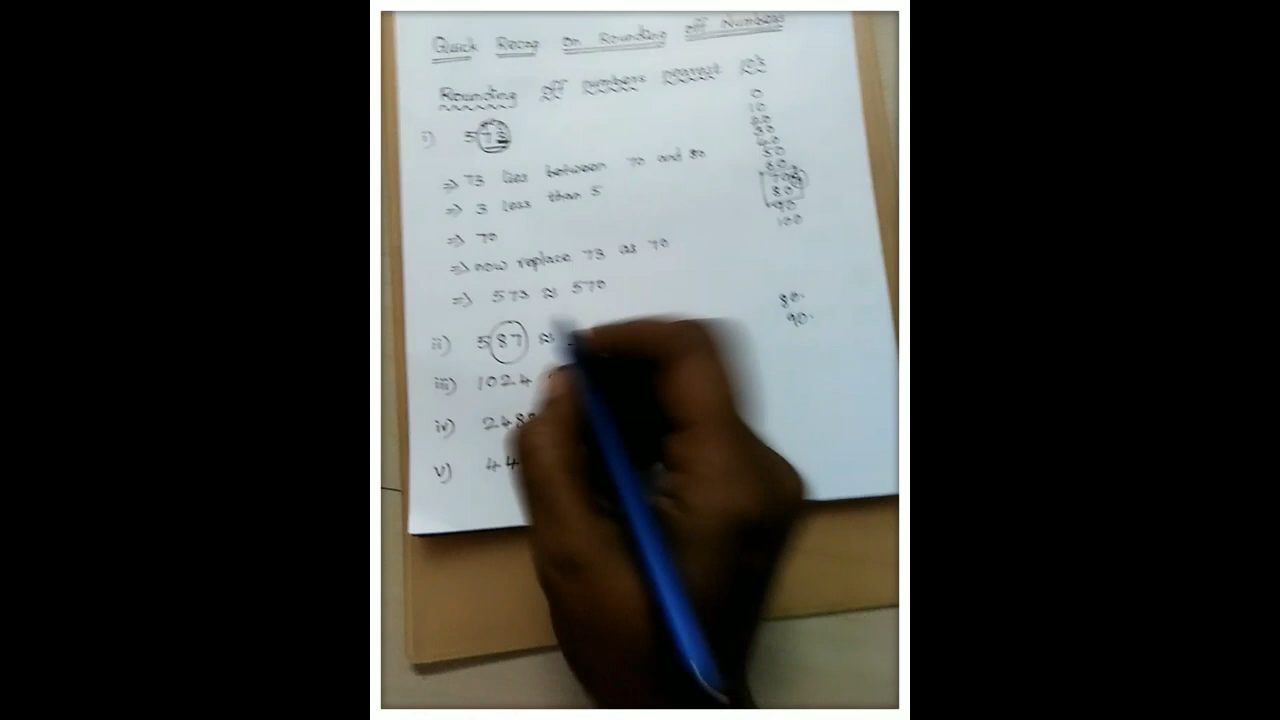 Quick Recap on Rounding off Numbers
Rounding off numbers nearest 10's
i) 573
=> 73 lies between 70 and 80
=> 3 less than 5
=> 70
=> now replace 73 as 70
=> 573 ≈ 570
ii) 587 ≈
iii) 1024
iv) 248
v) 44
0
10
20
30
40
50
60
70
80
90
100
80.
90.